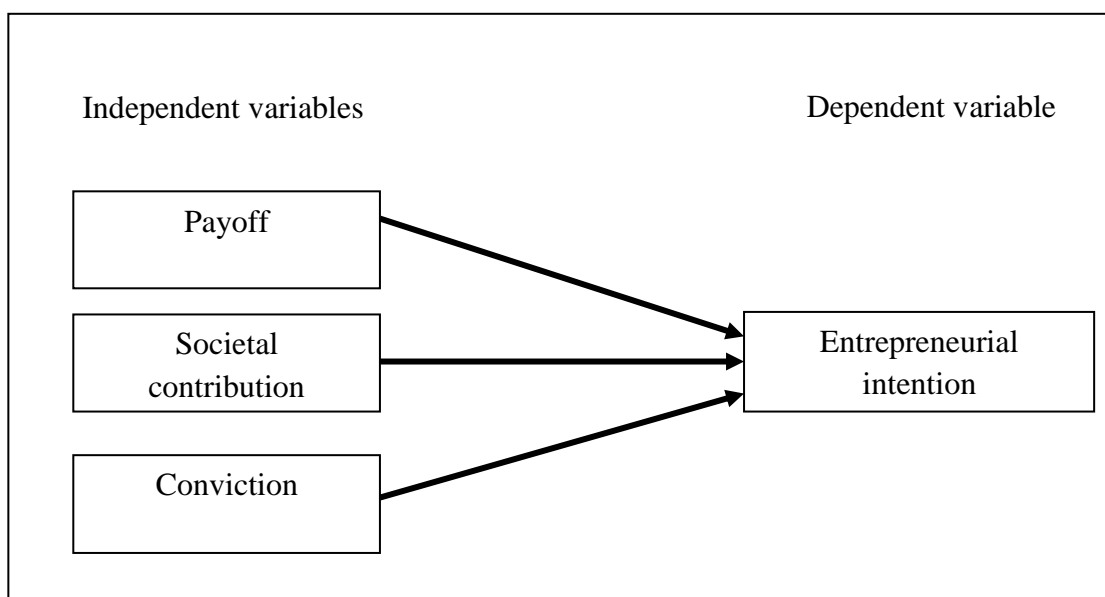 Independent variables
Dependent variable
Payoff
Societal
contribution
Conviction
Entrepreneurial
intention